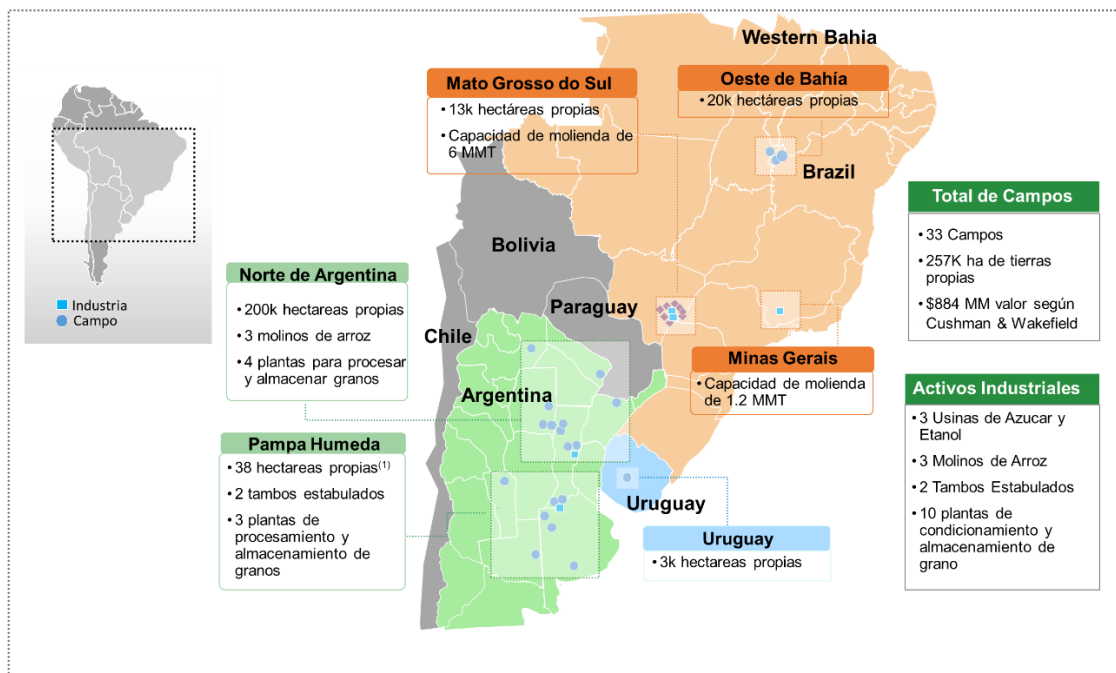 Western Bahia
Mato Grosso do Sul
• 13k hectáreas propias
• Capacidad de molienda de
6 MMT
Oeste de Bahía
• 20k hectáreas propias
Brazil
Industria
Campo
Bolivia
Paraguay
Chile
Argentina
Uruguay
Norte de Argentina
• 200k hectareas propias
• 3 molinos de arroz
• 4 plantas para procesar
y almacenar granos
Minas Gerais
• Capacidad de molienda
de 1.2 MMT
Pampa Humeda
• 38 hectareas propias(1)
• 2 tambos estabulados
• 3 plantas de
procesamiento y
almacenamiento de
granos
Uruguay
• 3k hectareas propias
Total de Campos
• 33 Campos
• 257K ha de tierras
propias
• $884 MM valor según
Cushman & Wakefield
Activos Industriales
• 3 Usinas de Azucar y
Etanol
• 3 Molinos de Arroz
• 2 Tambos Estabulados
• 10 plantas de
condicionamiento y
almacenamiento de
grano